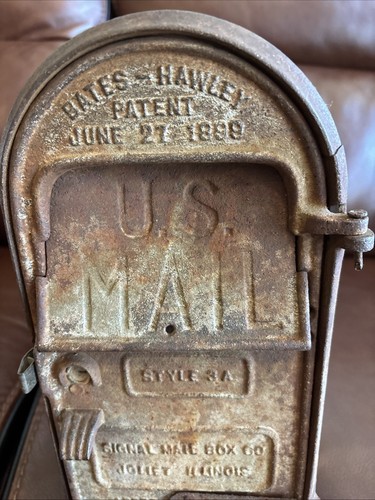 BATES-HAWLEY
PATENT
JUNE 27 1899
U.S.
MAIL
STYLE 3A
SIGNAL MAIL BOX CO
JOLIET ILLINOIS